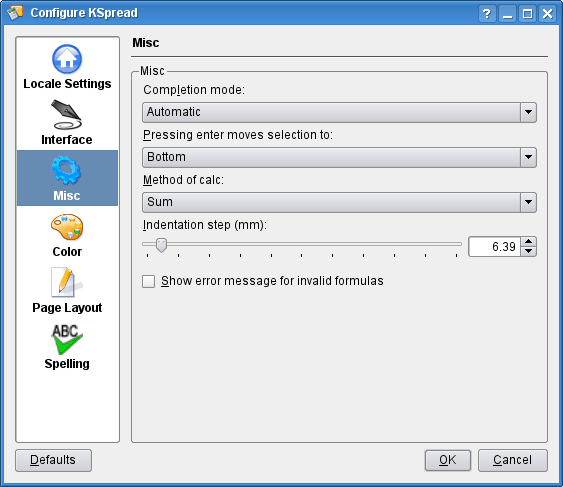 Configure KSpread
?
Locale Settings
Interface
Misc
Color
Page Layout
ABC
Spelling
Misc
Misc
Completion mode:
Automatic
Pressing enter moves selection to:
Bottom
Method of calc:
Sum
Indentation step (mm):
6.39
Show error message for invalid formulas
Defaults
OK
Cancel